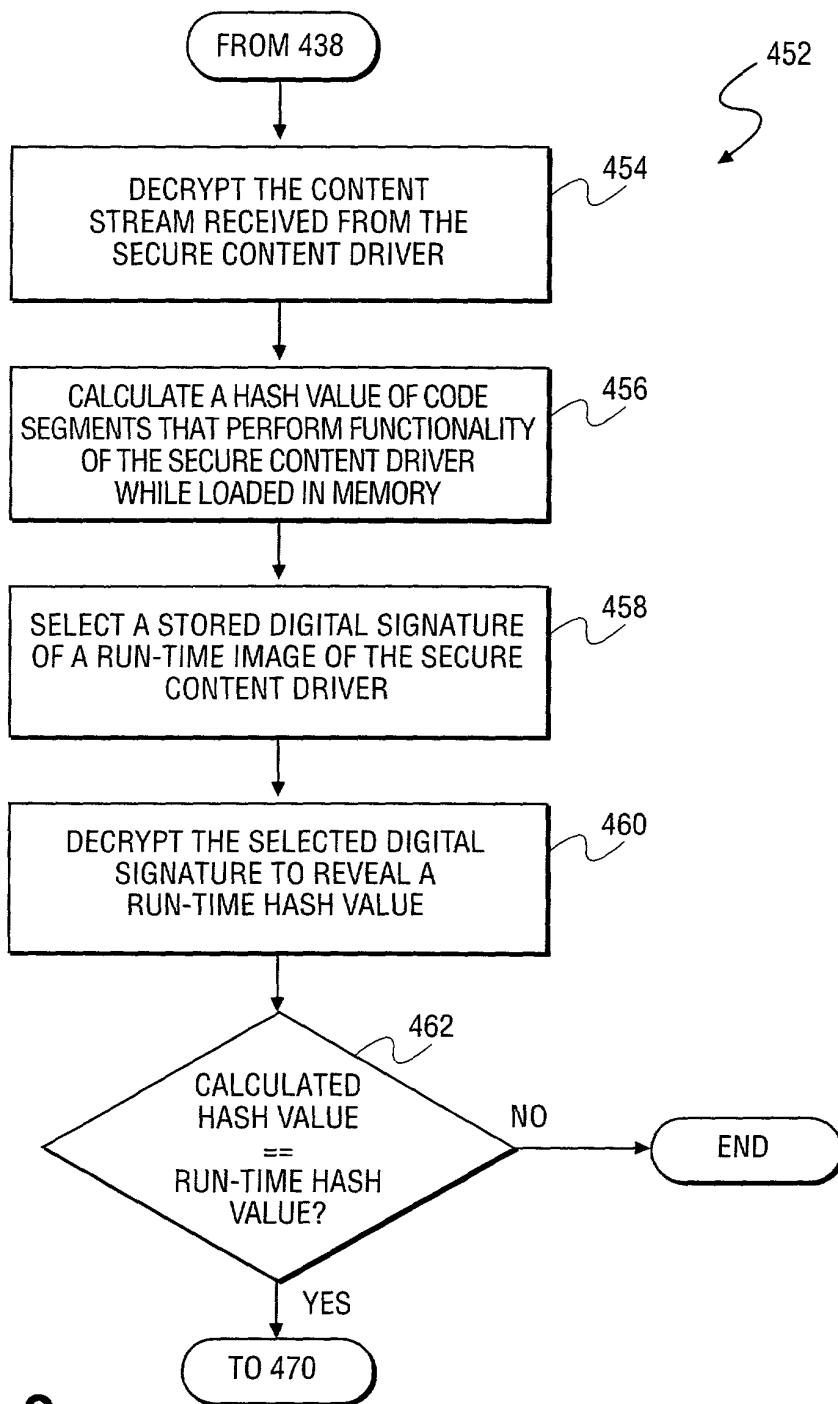 FROM 438
452
DECRYPT THE CONTENT
STREAM RECEIVED FROM THE
SECURE CONTENT DRIVER
454
CALCULATE A HASH VALUE OF CODE
SEGMENTS THAT PERFORM FUNCTIONALITY
OF THE SECURE CONTENT DRIVER
WHILE LOADED IN MEMORY
456
SELECT A STORED DIGITAL SIGNATURE
OF A RUN-TIME IMAGE OF THE SECURE
CONTENT DRIVER
458
DECRYPT THE SELECTED DIGITAL
SIGNATURE TO REVEAL A
RUN-TIME HASH VALUE
460
462
CALCULATED
HASH VALUE
==
RUN-TIME HASH
VALUE?
NO
END
YES
TO 470